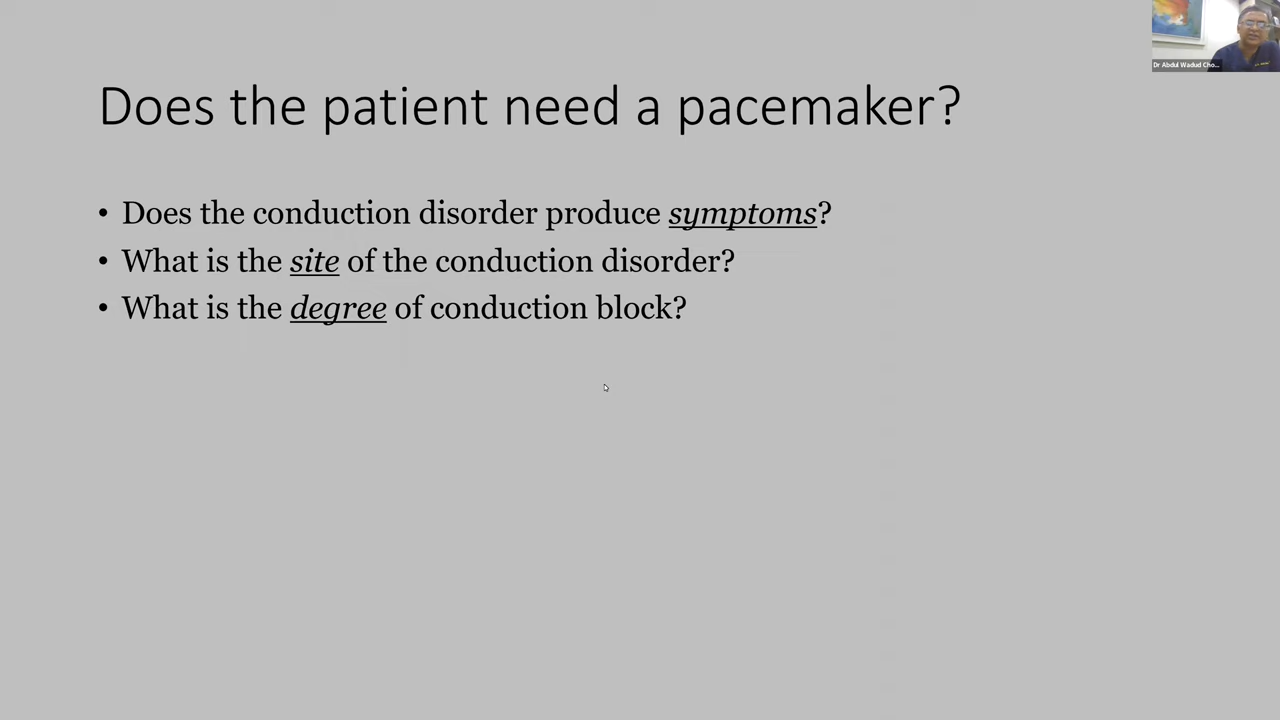 Does the patient need a pacemaker?
• Does the conduction disorder produce symptoms?
• What is the site of the conduction disorder?
• What is the degree of conduction block?
Dr Abdul Wadud Cho...